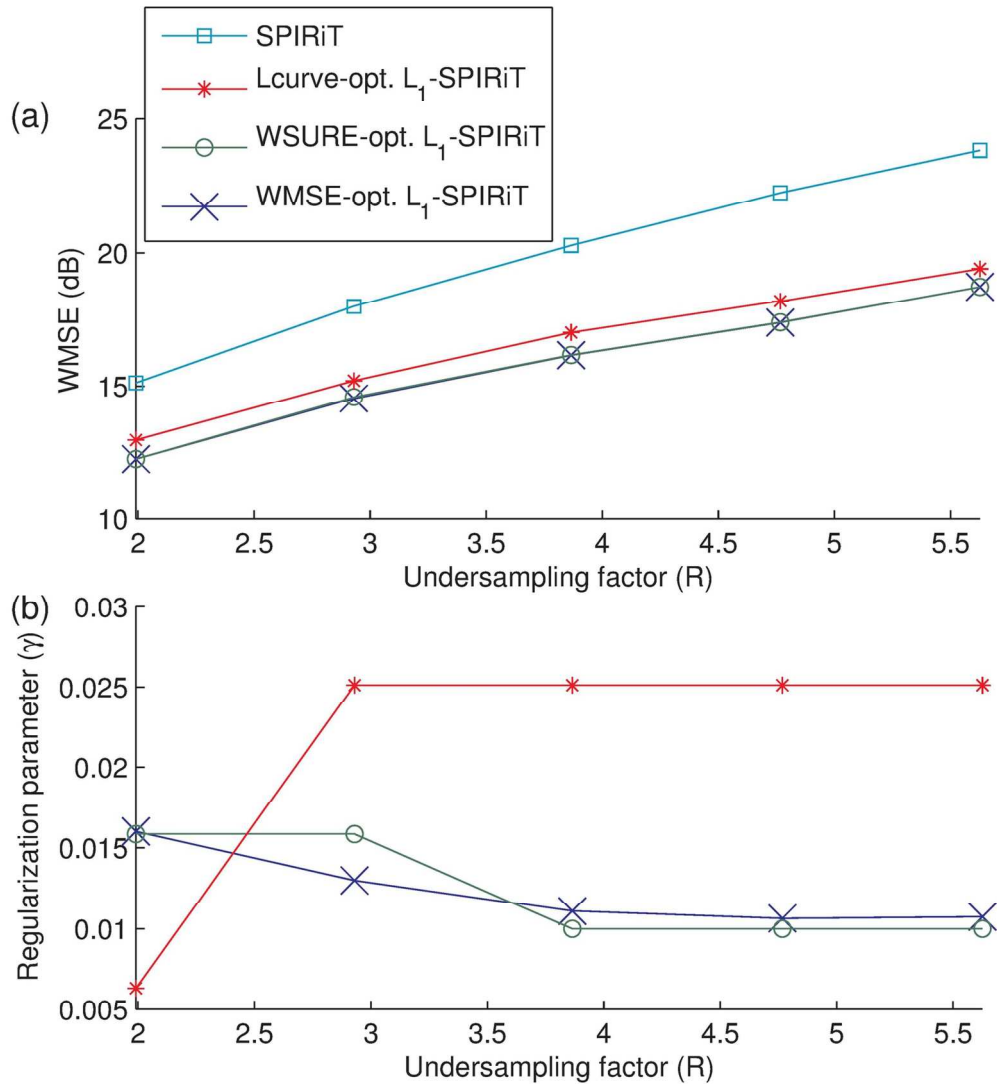 SPIRiT
Lcurve-opt. L₁-SPIRiT
WSURE-opt. L₁-SPIRiT
WMSE-opt. L₁-SPIRiT
(a)
WMSE (dB)
25
20
15
10
2 2.5 3 3.5 4 4.5 5 5.5
Undersampling factor (R)
(b)
Regularization parameter (γ)
0.03
0.025
0.02
0.015
0.01
0.005
2 2.5 3 3.5 4 4.5 5 5.5
Undersampling factor (R)